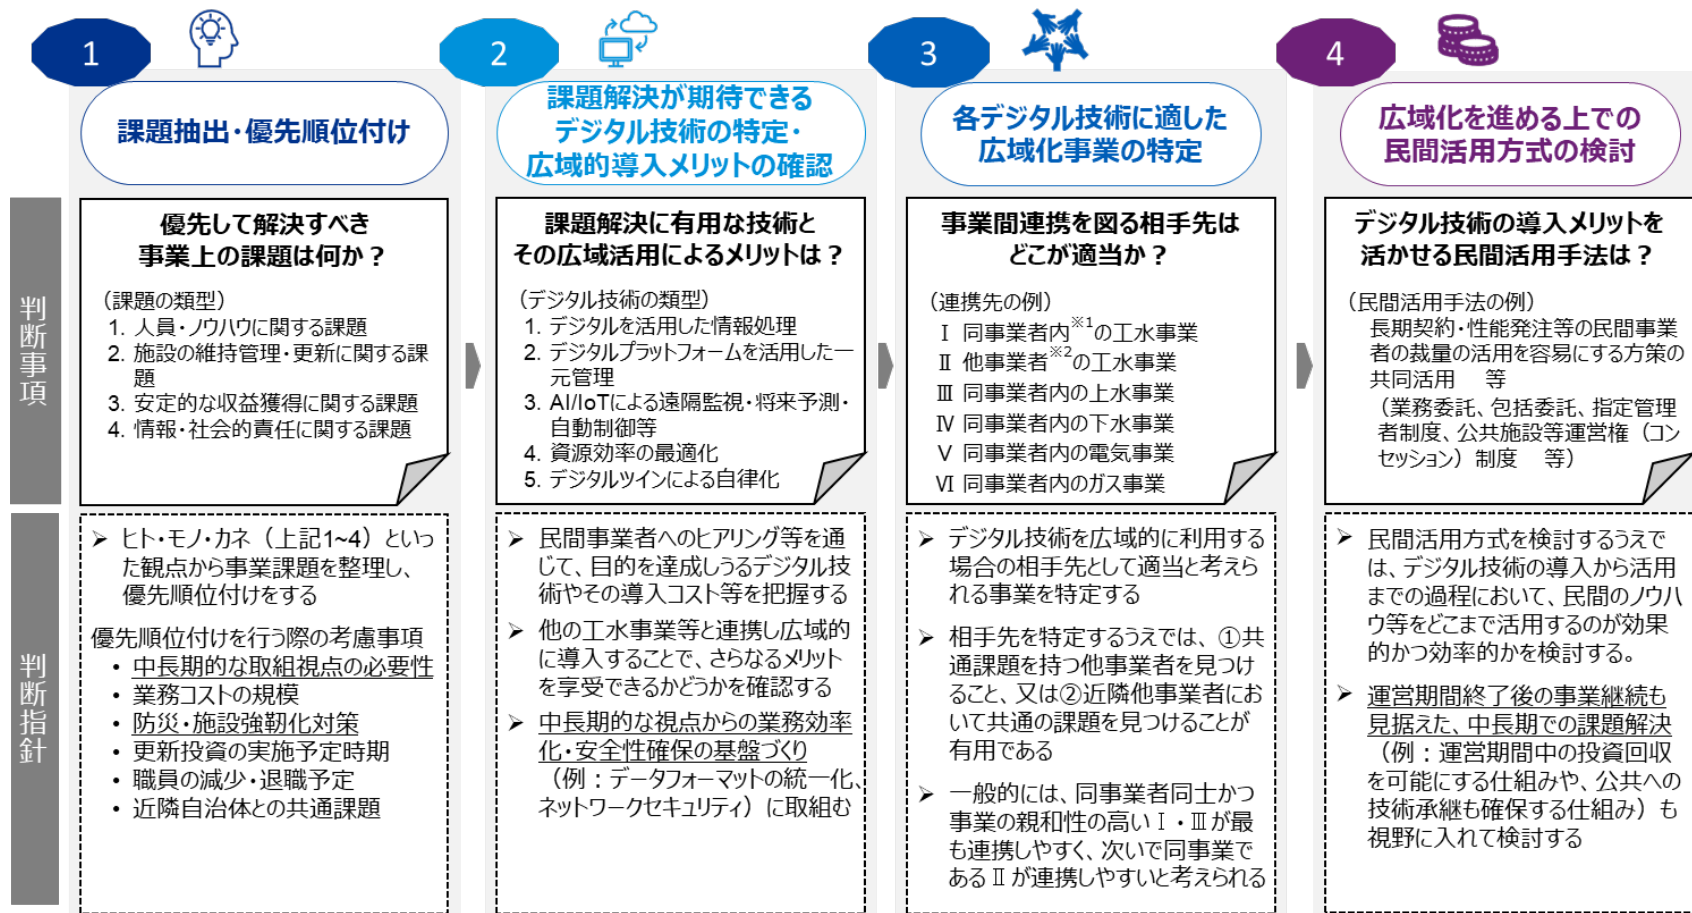 1
課題抽出・優先順位付け
2
課題解決が期待できる
デジタル技術の特定・
広域的導入メリットの確認
3
各デジタル技術に適した
広域化事業の特定
4
広域化を進める上での
民間活用方式の検討
判断事項
優先して解決すべき
事業上の課題は何か？
（課題の類型）
1. 人員・ノウハウに関する課題
2. 施設の維持管理・更新に関する課
題
3. 安定的な収益獲得に関する課題
4. 情報・社会的責任に関する課題
課題解決に有用な技術と
その広域活用によるメリットは？
（デジタル技術の類型）
1. デジタルを活用した情報処理
2. デジタルプラットフォームを活用した一
元管理
3. AI/IoTによる遠隔監視・将来予測・
自動制御等
4. 資源効率の最適化
5. デジタルツインによる自律化
事業間連携を図る相手先は
どこが適当か？
（連携先の例）
Ⅰ 同事業者内※1の工水事業
Ⅱ 他事業者※2の工水事業
Ⅲ 同事業者内の上水事業
Ⅳ 同事業者内の下水事業
Ⅴ 同事業者内の電気事業
Ⅵ 同事業者内のガス事業
デジタル技術の導入メリットを
活かせる民間活用手法は？
（民間活用手法の例）
長期契約・性能発注等の民間事業
者の裁量の活用を容易にする方策の
共同活用　等
（業務委託、包括委託、指定管理
者制度、公共施設等運営権（コン
セッション）制度　等）
判断指針
➢ ヒト・モノ・カネ（上記1~4）といっ
た観点から事業課題を整理し、
優先順位付けをする
優先順位付けを行う際の考慮事項
• 中長期的な取組視点の必要性
• 業務コストの規模
• 防災・施設強靭化対策
• 更新投資の実施予定時期
• 職員の減少・退職予定
• 近隣自治体との共通課題
➢ 民間事業者へのヒアリング等を通
じて、目的を達成しうるデジタル技
術やその導入コスト等を把握する
➢ 他の工水事業等と連携し広域的
に導入することで、さらなるメリット
を享受できるかどうかを確認する
➢ 中長期的な視点からの業務効率
化・安全性確保の基盤づくり
（例：データフォーマットの統一化、
ネットワークセキュリティ）に取組む
➢ デジタル技術を広域的に利用する
場合の相手先として適当と考えら
れる事業を特定する
➢ 相手先を特定するうえでは、①共
通課題を持つ他事業者を見つけ
ること、又は②近隣他事業者にお
いて共通の課題を見つけることが
有用である
➢ 一般的には、同事業者同士かつ
事業の親和性の高いⅠ・Ⅲが最
も連携しやすく、次いで同事業で
あるⅡが連携しやすいと考えられる
➢ 民間活用方式を検討するうえで
は、デジタル技術の導入から活用
までの過程において、民間のノウハ
ウ等をどこまで活用するのが効果
的かつ効率的かを検討する。
➢ 運営期間終了後の事業継続も
見据えた、中長期での課題解決
（例：運営期間中の投資回収
を可能にする仕組みや、公共への
技術承継も確保する仕組み）も
視野に入れて検討する